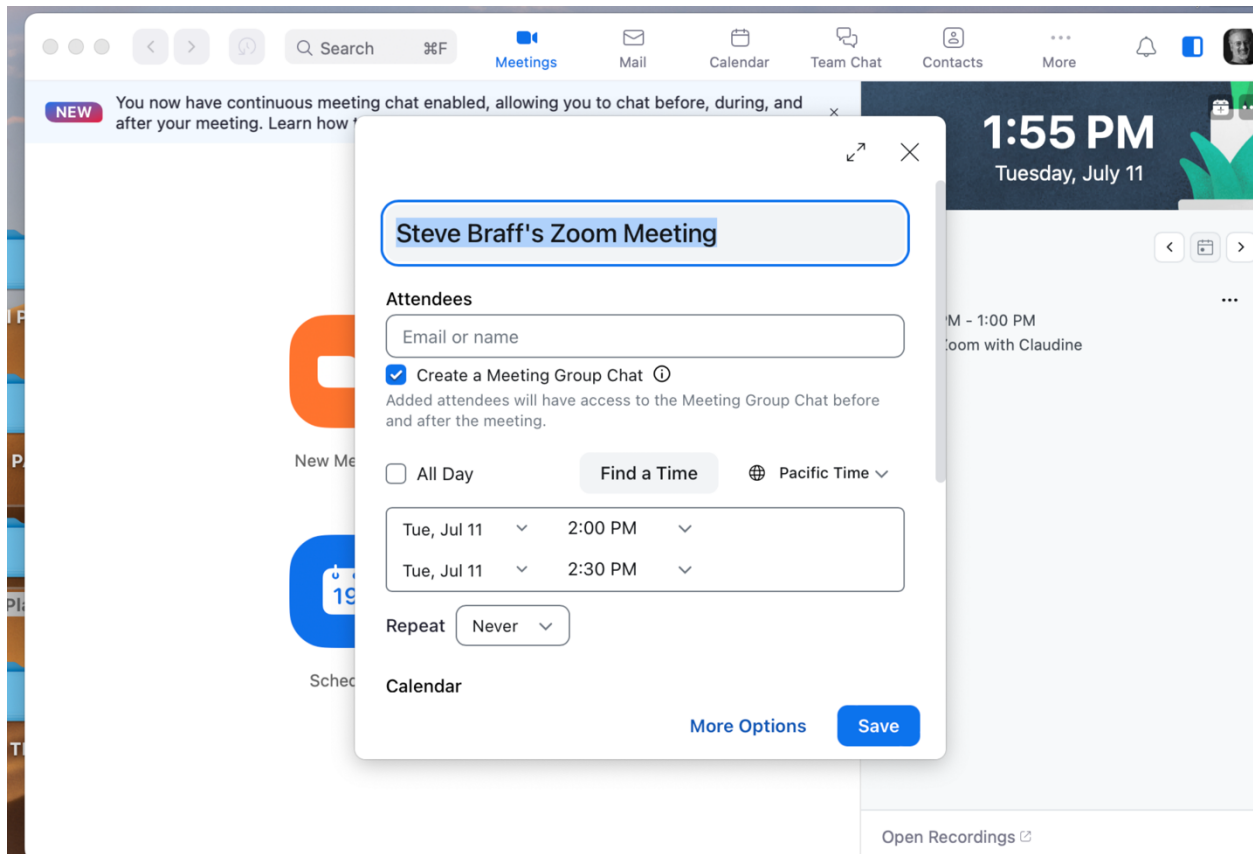 Search ⌘F
Meetings
Mail
Calendar
Team Chat
Contacts
More
NEW
You now have continuous meeting chat enabled, allowing you to chat before, during, and
after your meeting. Learn how
1:55 PM
Tuesday, July 11
Steve Braff's Zoom Meeting
Attendees
Email or name
Create a Meeting Group Chat
Added attendees will have access to the Meeting Group Chat before
and after the meeting.
All Day
Find a Time
Pacific Time
Tue, Jul 11 2:00 PM
Tue, Jul 11 2:30 PM
Repeat Never
Calendar
More Options
Save
New Me
19
Sched
M - 1:00 PM
oom with Claudine
Open Recordings